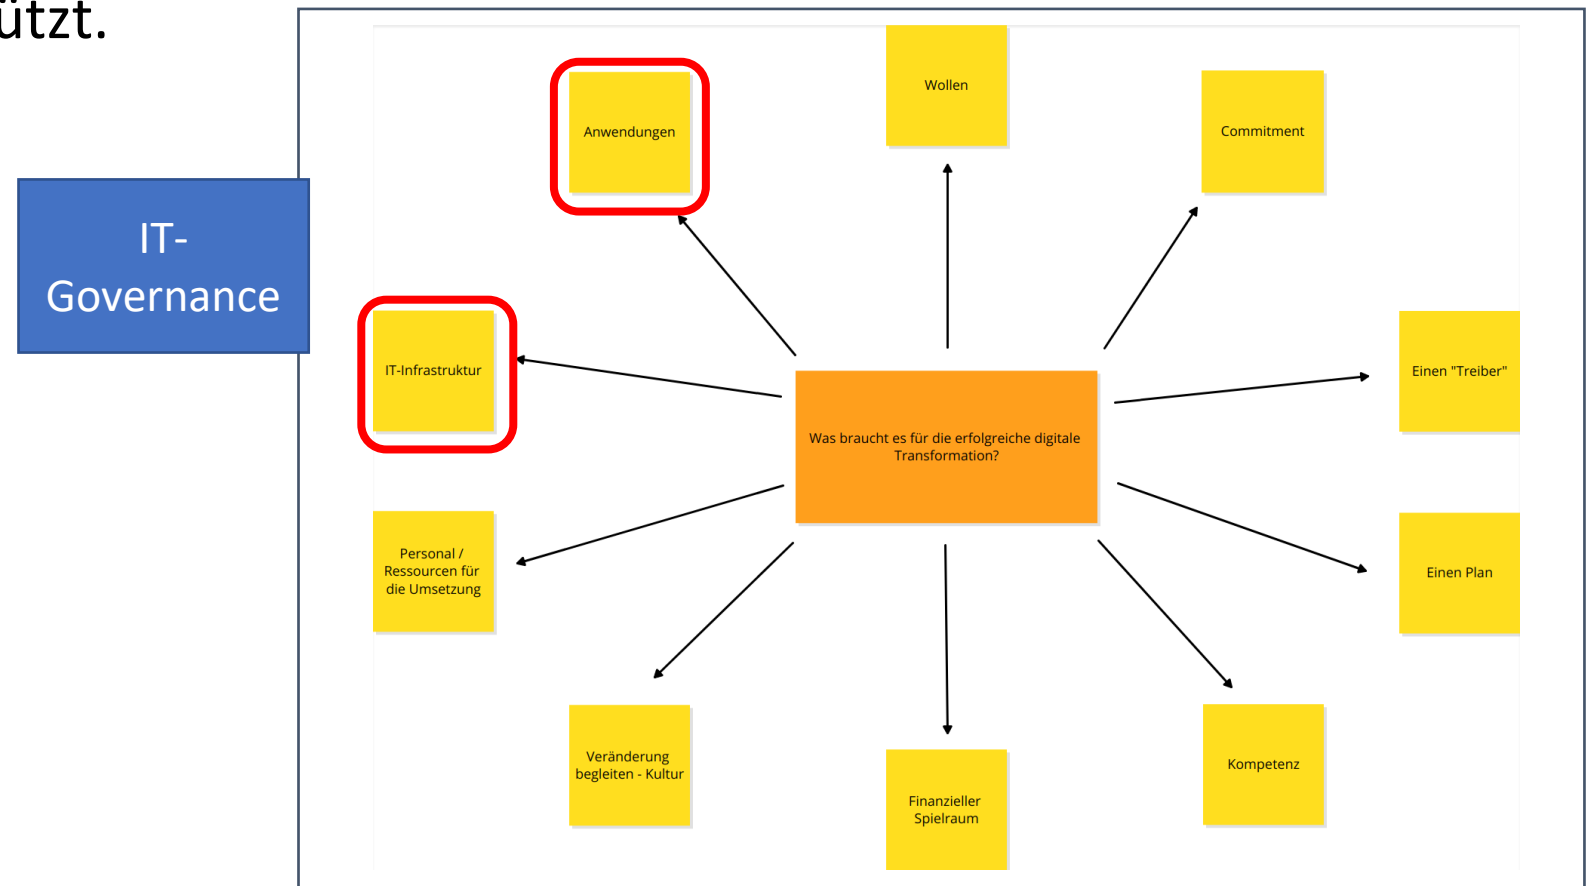 ützt.
Wollen
Anwendungen
Commitment
IT-
Governance
IT-Infrastruktur
Einen "Treiber"
Was braucht es für die erfolgreiche digitale
Transformation?
Personal /
Ressourcen für
die Umsetzung
Einen Plan
Veränderung
begleiten - Kultur
Kompetenz
Finanzieller
Spielraum